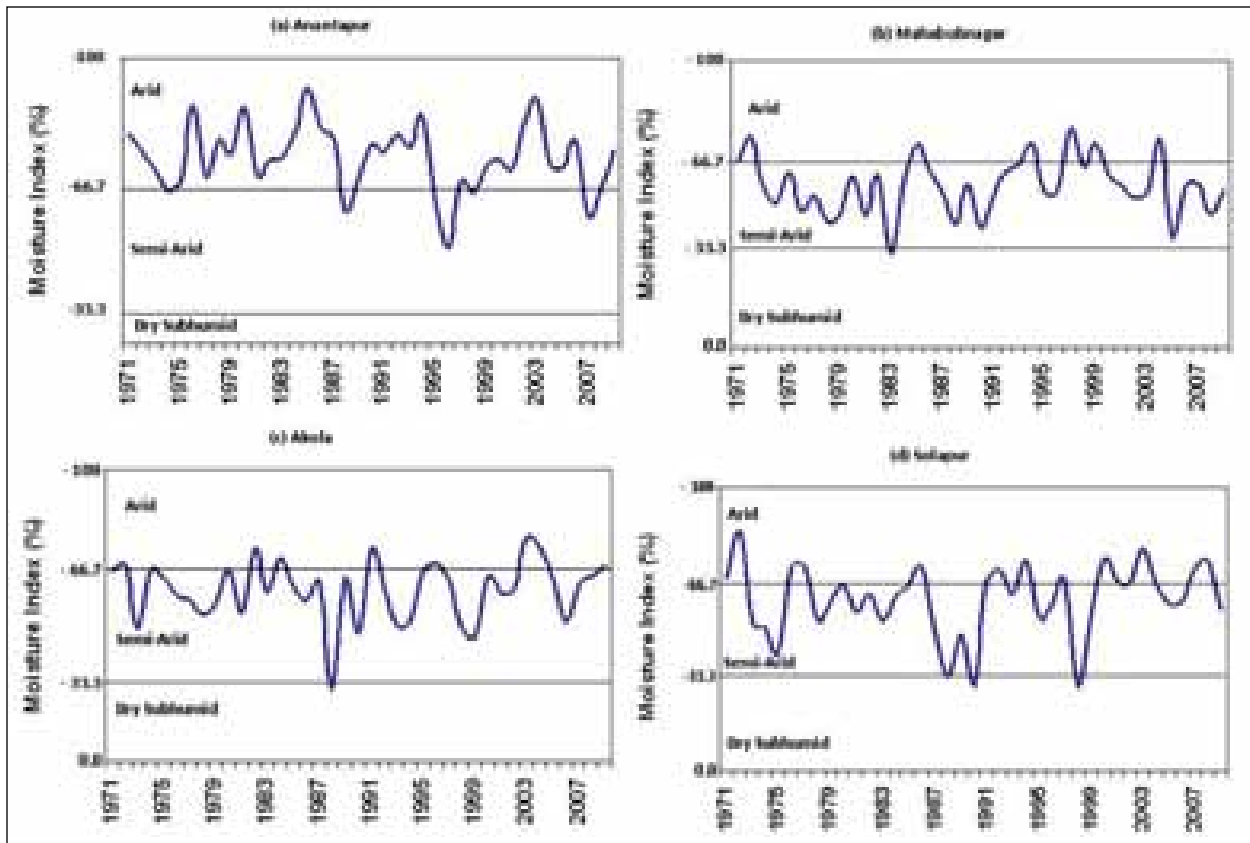 (a) Anantapur
Moisture Index (%)
-100
-66.7
-33.3
Arid
Semi-Arid
Dry Subhumid
1971
1975
1979
1983
1987
1991
1995
1999
2003
2007
(b) Mahabubnagar
Moisture Index (%)
-100
-66.7
-33.3
0.0
Arid
Semi-Arid
Dry Subhumid
1971
1975
1979
1983
1987
1991
1995
1999
2003
2007
(c) Akola
Moisture Index (%)
-100
-66.7
-33.3
0.0
Arid
Semi-Arid
Dry Subhumid
1971
1975
1979
1983
1987
1991
1995
1999
2003
2007
(d) Solapur
Moisture Index (%)
-100
-66.7
-33.3
0.0
Arid
Semi-Arid
Dry Subhumid
1971
1975
1979
1983
1987
1991
1995
1999
2003
2007